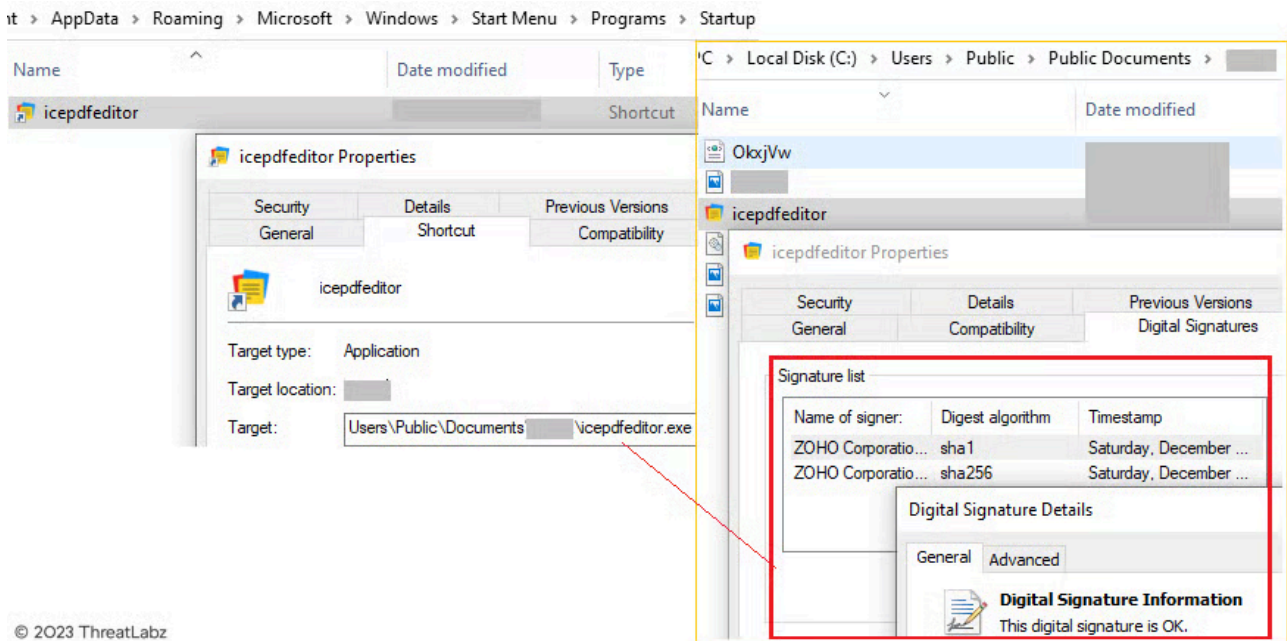 nt > AppData > Roaming > Microsoft > Windows > Start Menu > Programs > Startup
Name Date modified Type
icepdfeditor Shortcut
icepdfeditor Properties
Security Details Previous Versions
General Shortcut Compatibility
icepdfeditor
Target type: Application
Target location:
Target: Users\Public\Documents\ \icepdfeditor.exe
PC > Local Disk (C:) > Users > Public > Public Documents >
Name Date modified
OkxjVw
icepdfeditor
icepdfeditor Properties
Security Details Previous Versions
General Compatibility Digital Signatures
Signature list
Name of signer: Digest algorithm Timestamp
ZOHO Corporatio... sha1 Saturday, December ...
ZOHO Corporatio... sha256 Saturday, December ...
Digital Signature Details
General Advanced
Digital Signature Information
This digital signature is OK.
© 2023 ThreatLabz